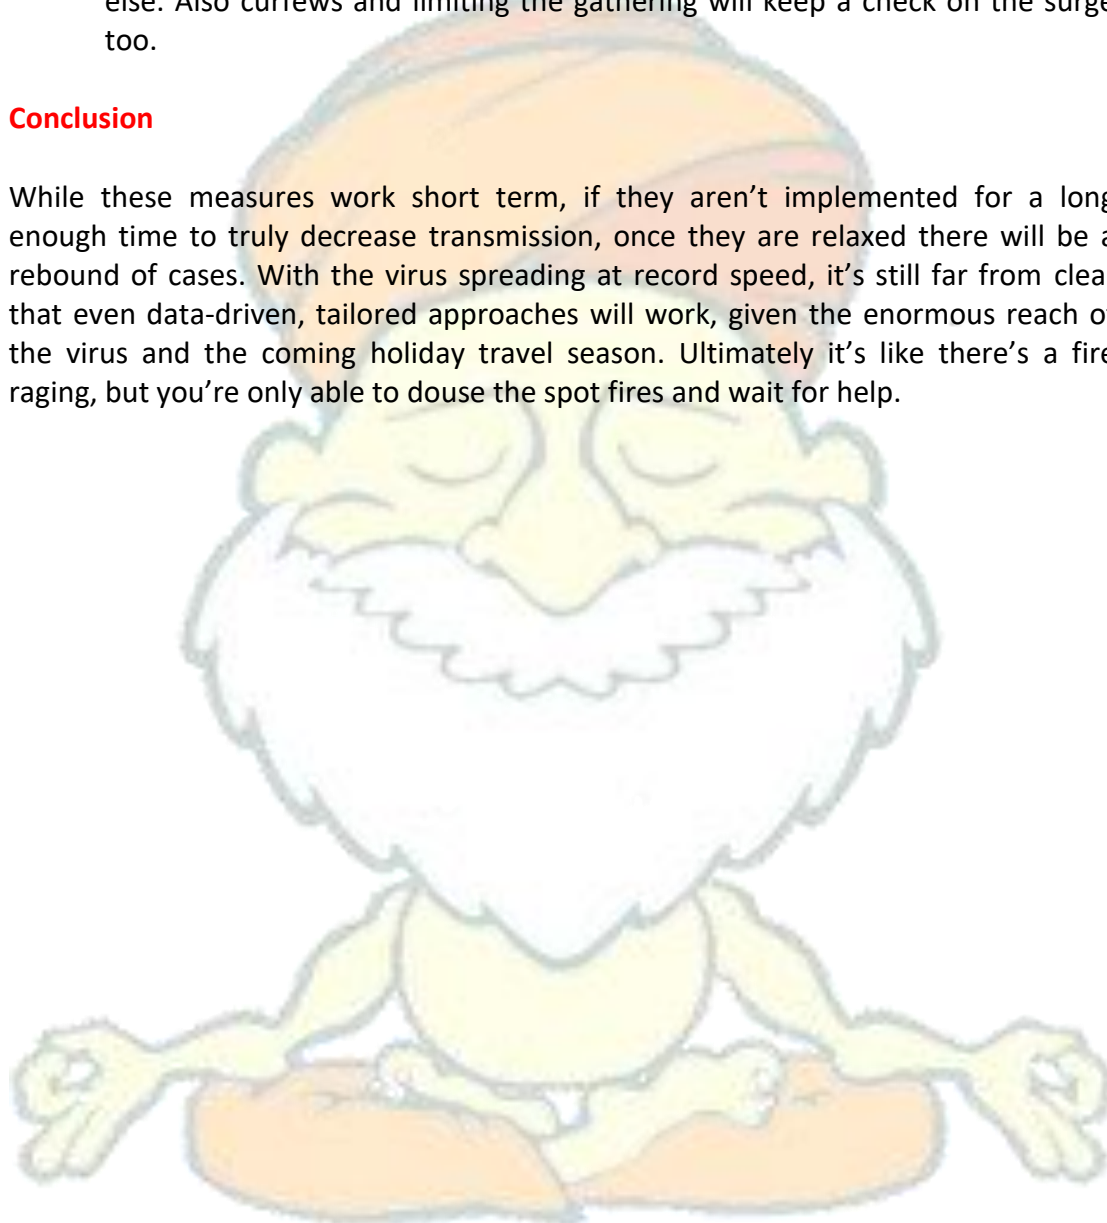 else. Also curfews and limiting the gathering will keep a check on the surge
too.
Conclusion
While these measures work short term, if they aren’t implemented for a long
enough time to truly decrease transmission, once they are relaxed there will be a
rebound of cases. With the virus spreading at record speed, it’s still far from clear
that even data-driven, tailored approaches will work, given the enormous reach of
the virus and the coming holiday travel season. Ultimately it’s like there’s a fire
raging, but you’re only able to douse the spot fires and wait for help.